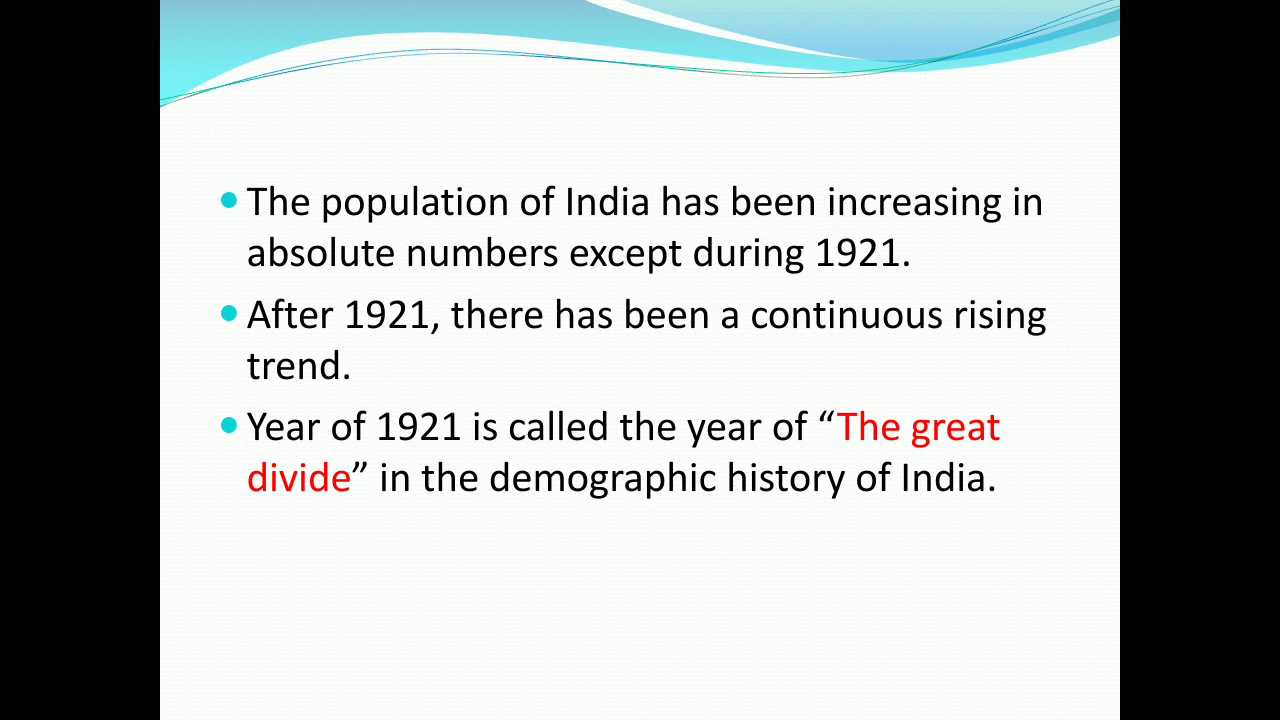 The population of India has been increasing in
absolute numbers except during 1921.
After 1921, there has been a continuous rising
trend.
Year of 1921 is called the year of “The great
divide” in the demographic history of India.